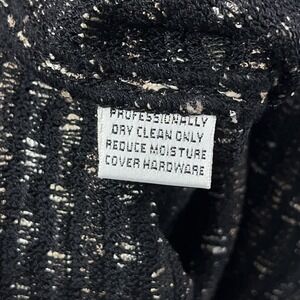 PROFESSIONALLY
DRY CLEAN ONLY
REDUCE MOISTURE
COVER HARDWARE